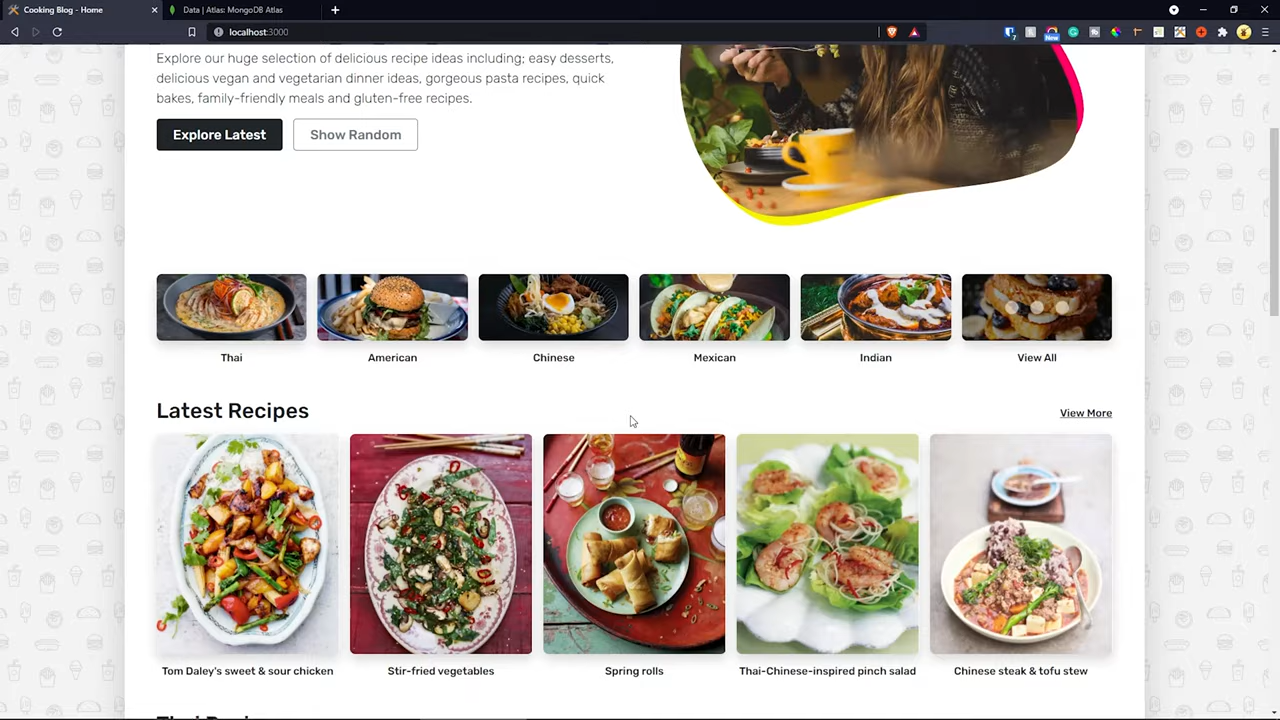 Cooking Blog - Home
Data | Atlas: MongoDB Atlas
localhost:3000
New
Explore our huge selection of delicious recipe ideas including: easy desserts,
delicious vegan and vegetarian dinner ideas, gorgeous pasta recipes, quick
bakes, family-friendly meals and gluten-free recipes.
Explore Latest
Show Random
Thai
American
Chinese
Mexican
Indian
View All
Latest Recipes
View More
Tom Daley's sweet & sour chicken
Stir-fried vegetables
Spring rolls
Thai-Chinese-inspired pinch salad
Chinese steak & tofu stew